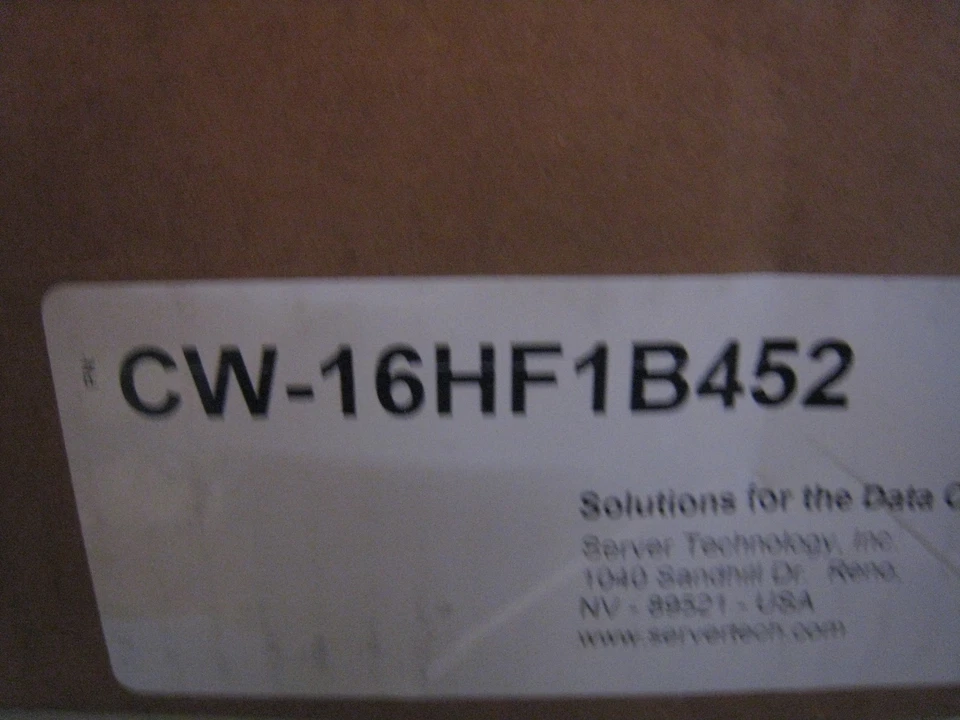 CW-16HF1B452
Solutions for the Data
Server Technology, Inc.
1040 Sandhill Dr. Reno,
NV - 89521 - USA
www.servertech.com